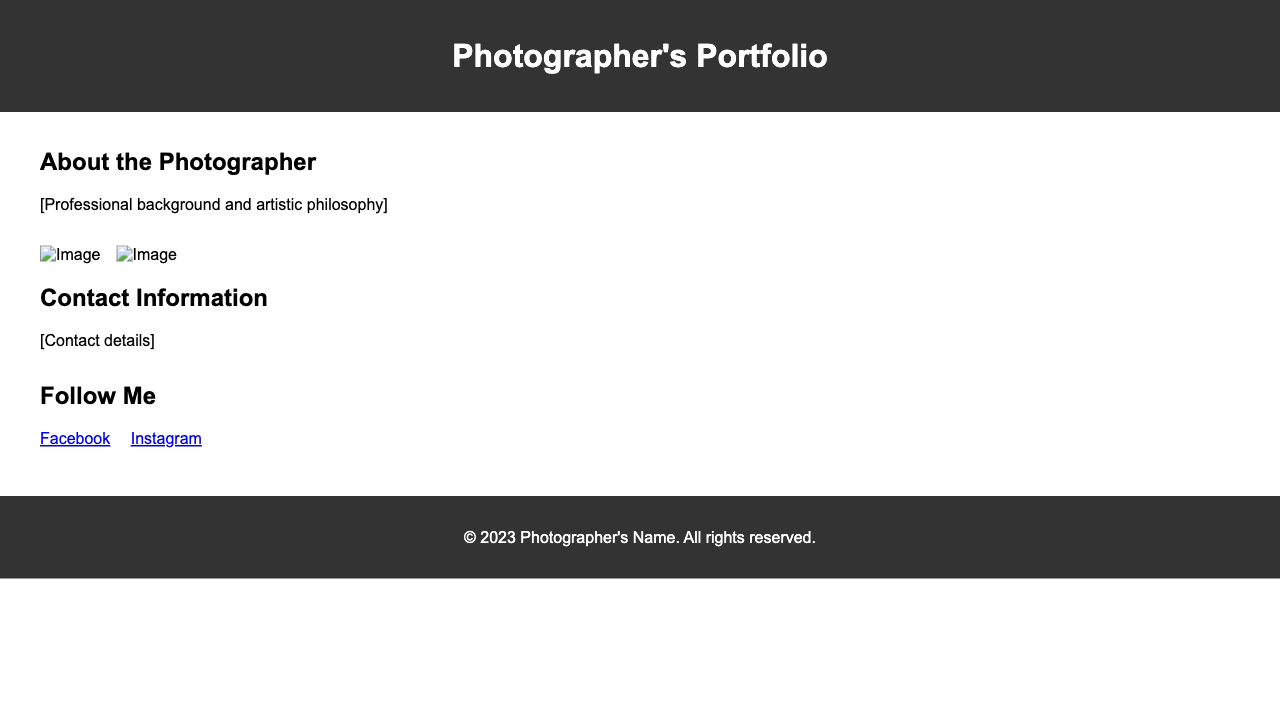 Photographer's Portfolio
About the Photographer
[Professional background and artistic philosophy]
Image Image
Contact Information
[Contact details]
Follow Me
Facebook Instagram
© 2023 Photographer's Name. All rights reserved.